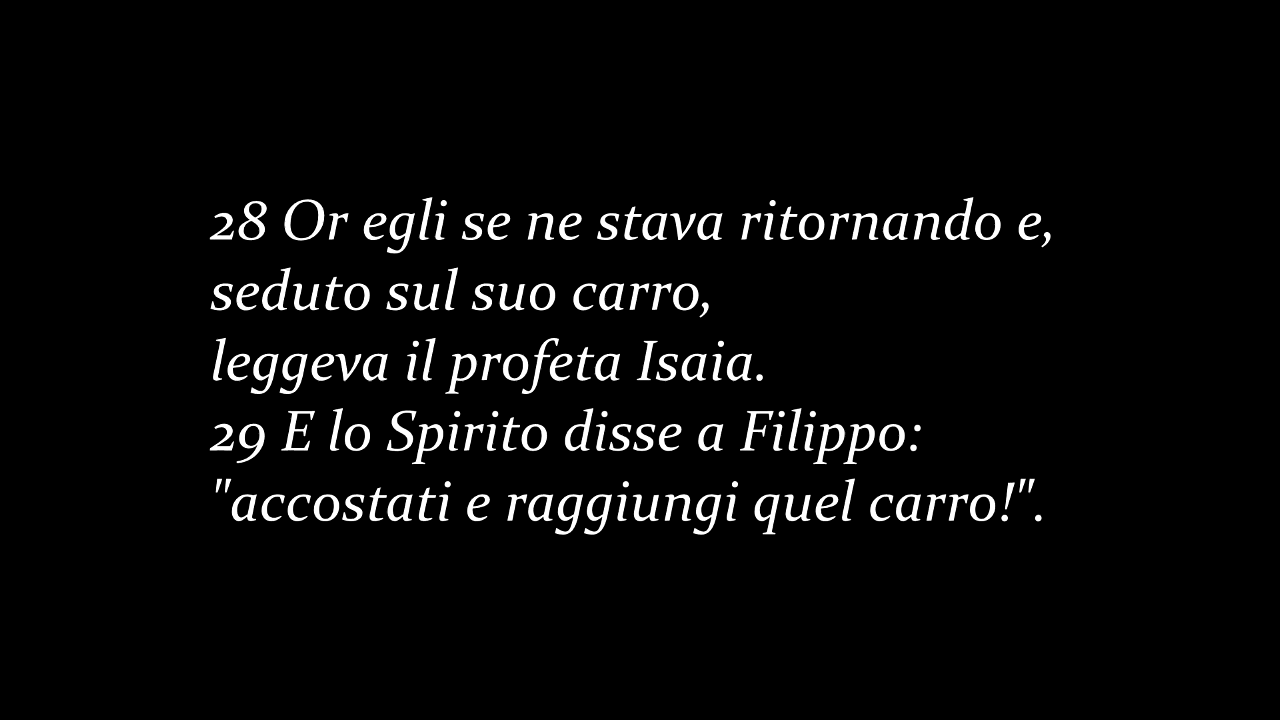 28 Or egli se ne stava ritornando e,
seduto sul suo carro,
leggeva il profeta Isaia.
29 E lo Spirito disse a Filippo:
"accostati e raggiungi quel carro!".